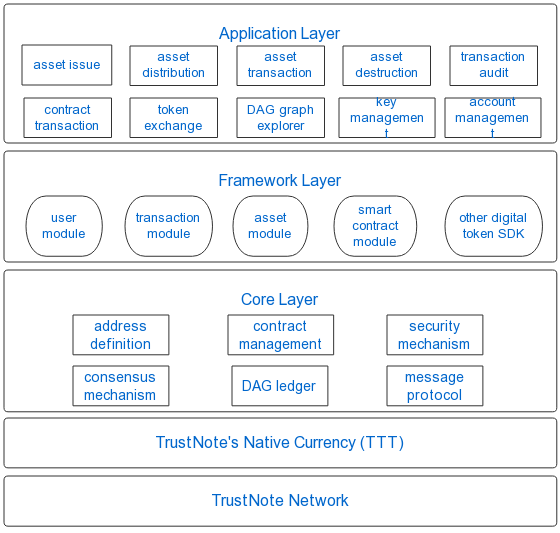 Application Layer
asset issue
asset
distribution
asset
transaction
asset
destruction
transaction
audit
contract
transaction
token
exchange
DAG graph
explorer
key
managemen
t
account
managemen
t
Framework Layer
user
module
transaction
module
asset
module
smart
contract
module
other digital
token SDK
Core Layer
address
definition
contract
management
security
mechanism
consensus
mechanism
DAG ledger
message
protocol
TrustNote's Native Currency (TTT)
TrustNote Network